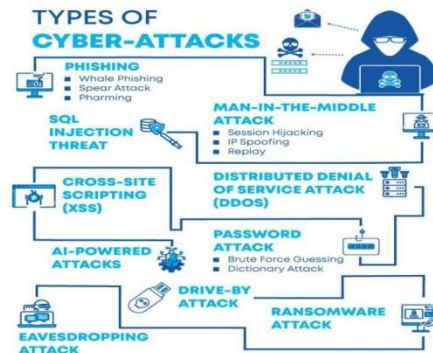 TYPES OF
CYBER-ATTACKS
PHISHING
Whale Phishing
Spear Attack
Pharming
MAN-IN-THE-MIDDLE
ATTACK
Session Hijacking
IP Spoofing
Replay
SQL
INJECTION
THREAT
CROSS-SITE
SCRIPTING
(XSS)
DISTRIBUTED DENIAL
OF SERVICE ATTACK
(DDOS)
AI-POWERED
ATTACKS
PASSWORD
ATTACK
Brute Force Guessing
Dictionary Attack
DRIVE-BY
ATTACK
RANSOMWARE
ATTACK
EAVESDROPPING
ATTACK